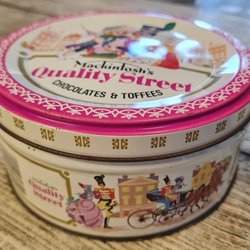 Mackintosh's
Quality Street
CHOCOLATES & TOFFEES
Quality
Street